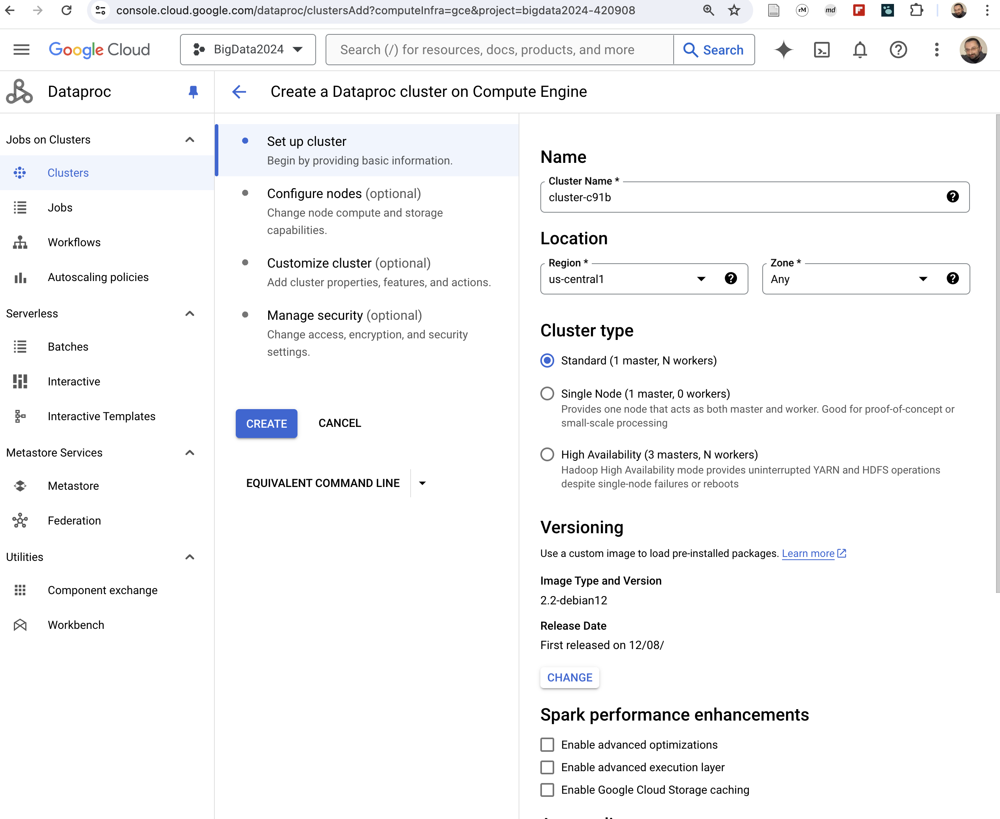 console.cloud.google.com/dataproc/clustersAdd?computeInfra=gce&project=bigdata2024-420908
rM
md
Google Cloud
BigData2024
Search (/) for resources, docs, products, and more
Search
Dataproc
Create a Dataproc cluster on Compute Engine
Jobs on Clusters
Clusters
Jobs
Workflows
Autoscaling policies
Serverless
Batches
Interactive
Interactive Templates
Metastore Services
Metastore
Federation
Utilities
Component exchange
Workbench
Set up cluster
Begin by providing basic information.
Configure nodes (optional)
Change node compute and storage
capabilities.
Customize cluster (optional)
Add cluster properties, features, and actions.
Manage security (optional)
Change access, encryption, and security
settings.
CREATE
CANCEL
EQUIVALENT COMMAND LINE
Name
Cluster Name *
cluster-c91b
Location
Region *
us-central1
Zone *
Any
Cluster type
Standard (1 master, N workers)
Single Node (1 master, 0 workers)
Provides one node that acts as both master and worker. Good for proof-of-concept or
small-scale processing
High Availability (3 masters, N workers)
Hadoop High Availability mode provides uninterrupted YARN and HDFS operations
despite single-node failures or reboots
Versioning
Use a custom image to load pre-installed packages. Learn more
Image Type and Version
2.2-debian12
Release Date
First released on 12/08/
CHANGE
Spark performance enhancements
Enable advanced optimizations
Enable advanced execution layer
Enable Google Cloud Storage caching